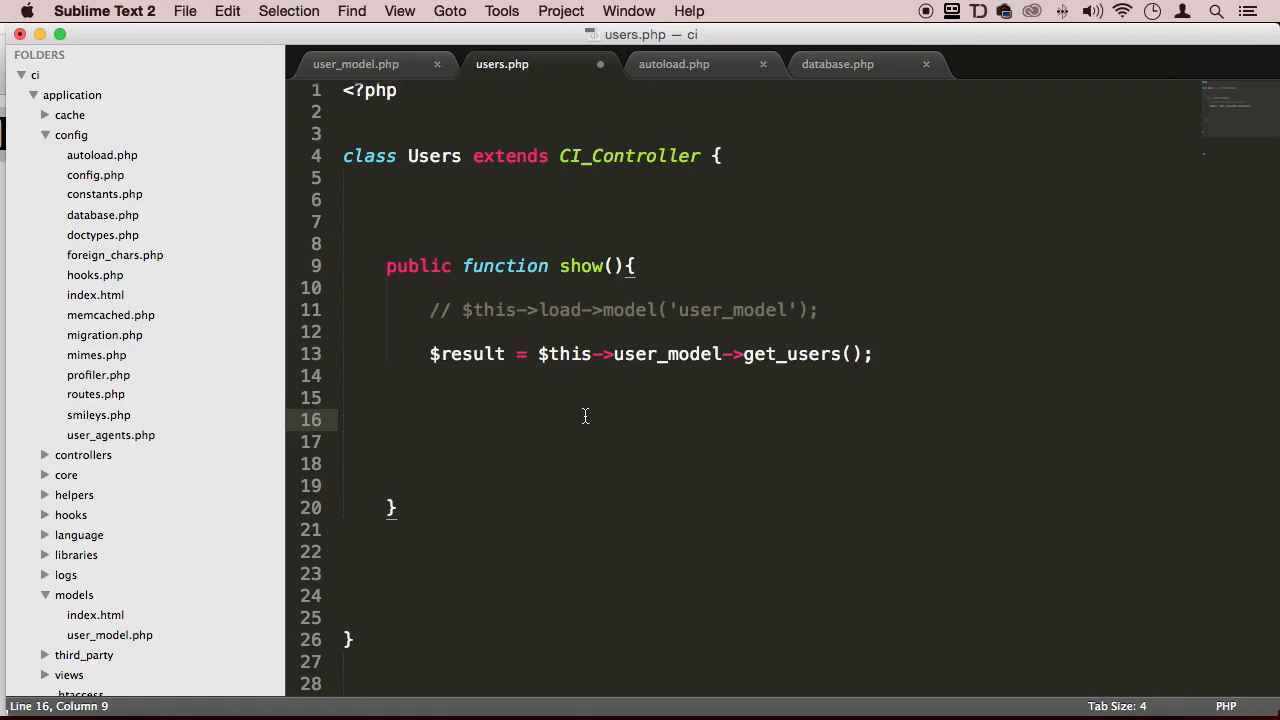 Sublime Text 2 File Edit Selection Find View Goto Tools Project Window Help
users.php — ci
FOLDERS
ci
application
cache
config
autoload.php
config.php
constants.php
database.php
doctypes.php
foreign_chars.php
hooks.php
index.html
memcached.php
migration.php
mimes.php
profiler.php
routes.php
smileys.php
user_agents.php
controllers
core
helpers
hooks
language
libraries
logs
models
index.html
user_model.php
third_party
views
.htaccess
user_model.php × users.php autoload.php × database.php ×
1 <?php
2
3
4 class Users extends CI_Controller {
5
6
7
8
9 public function show(){
10
11 // $this->load->model('user_model');
12
13 $result = $this->user_model->get_users();
14
15
16
17
18
19
20 }
21
22
23
24
25
26 }
27
28
Line 16, Column 9 Tab Size: 4 PHP